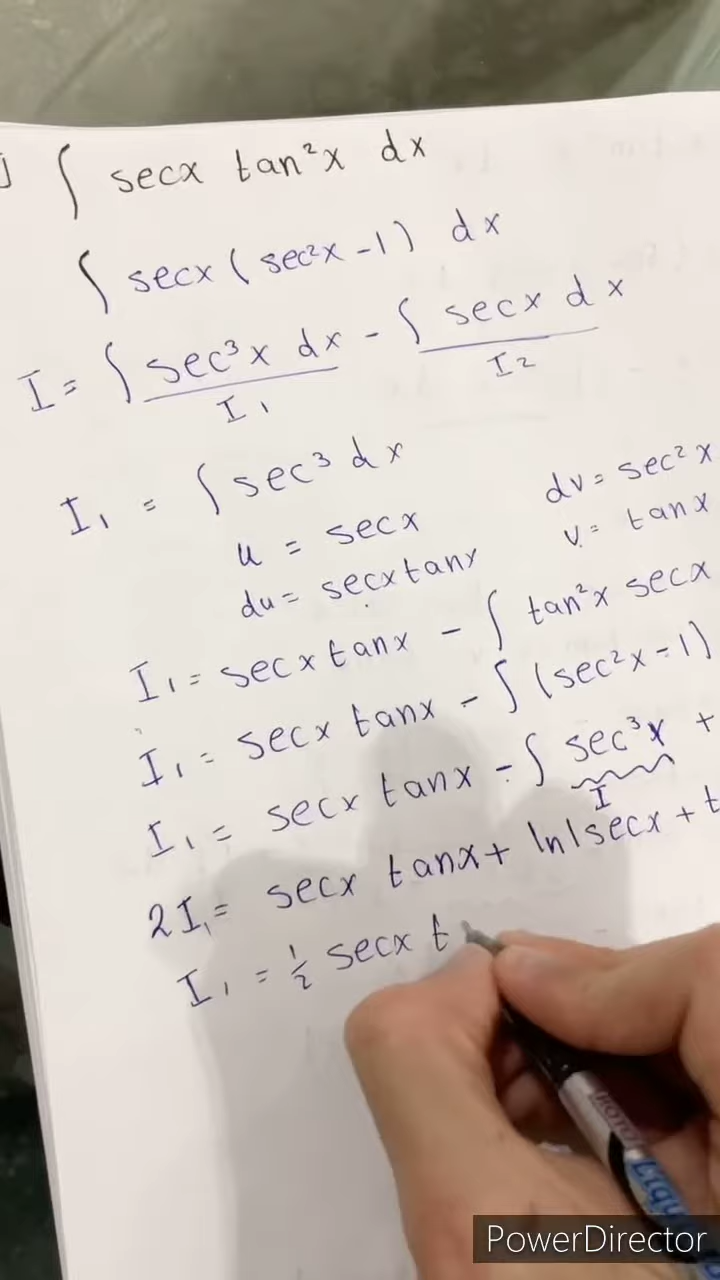 ∫ secx tan²x dx
∫ secx ( sec²x - 1 ) dx
I = ∫ sec³x dx - ∫ secx dx
I₁ I₂
I₁ = ∫ sec³ dx
u = secx dv = sec²x
du = secx tanx v = tanx
I₁ = secx tanx - ∫ tan²x secx
I₁ = secx tanx - ∫ (sec²x - 1)
I₁ = secx tanx - ∫ sec³x +
I
2I₁ = secx tanx + ln|secx + t
I₁ = ½ secx t
PowerDirector